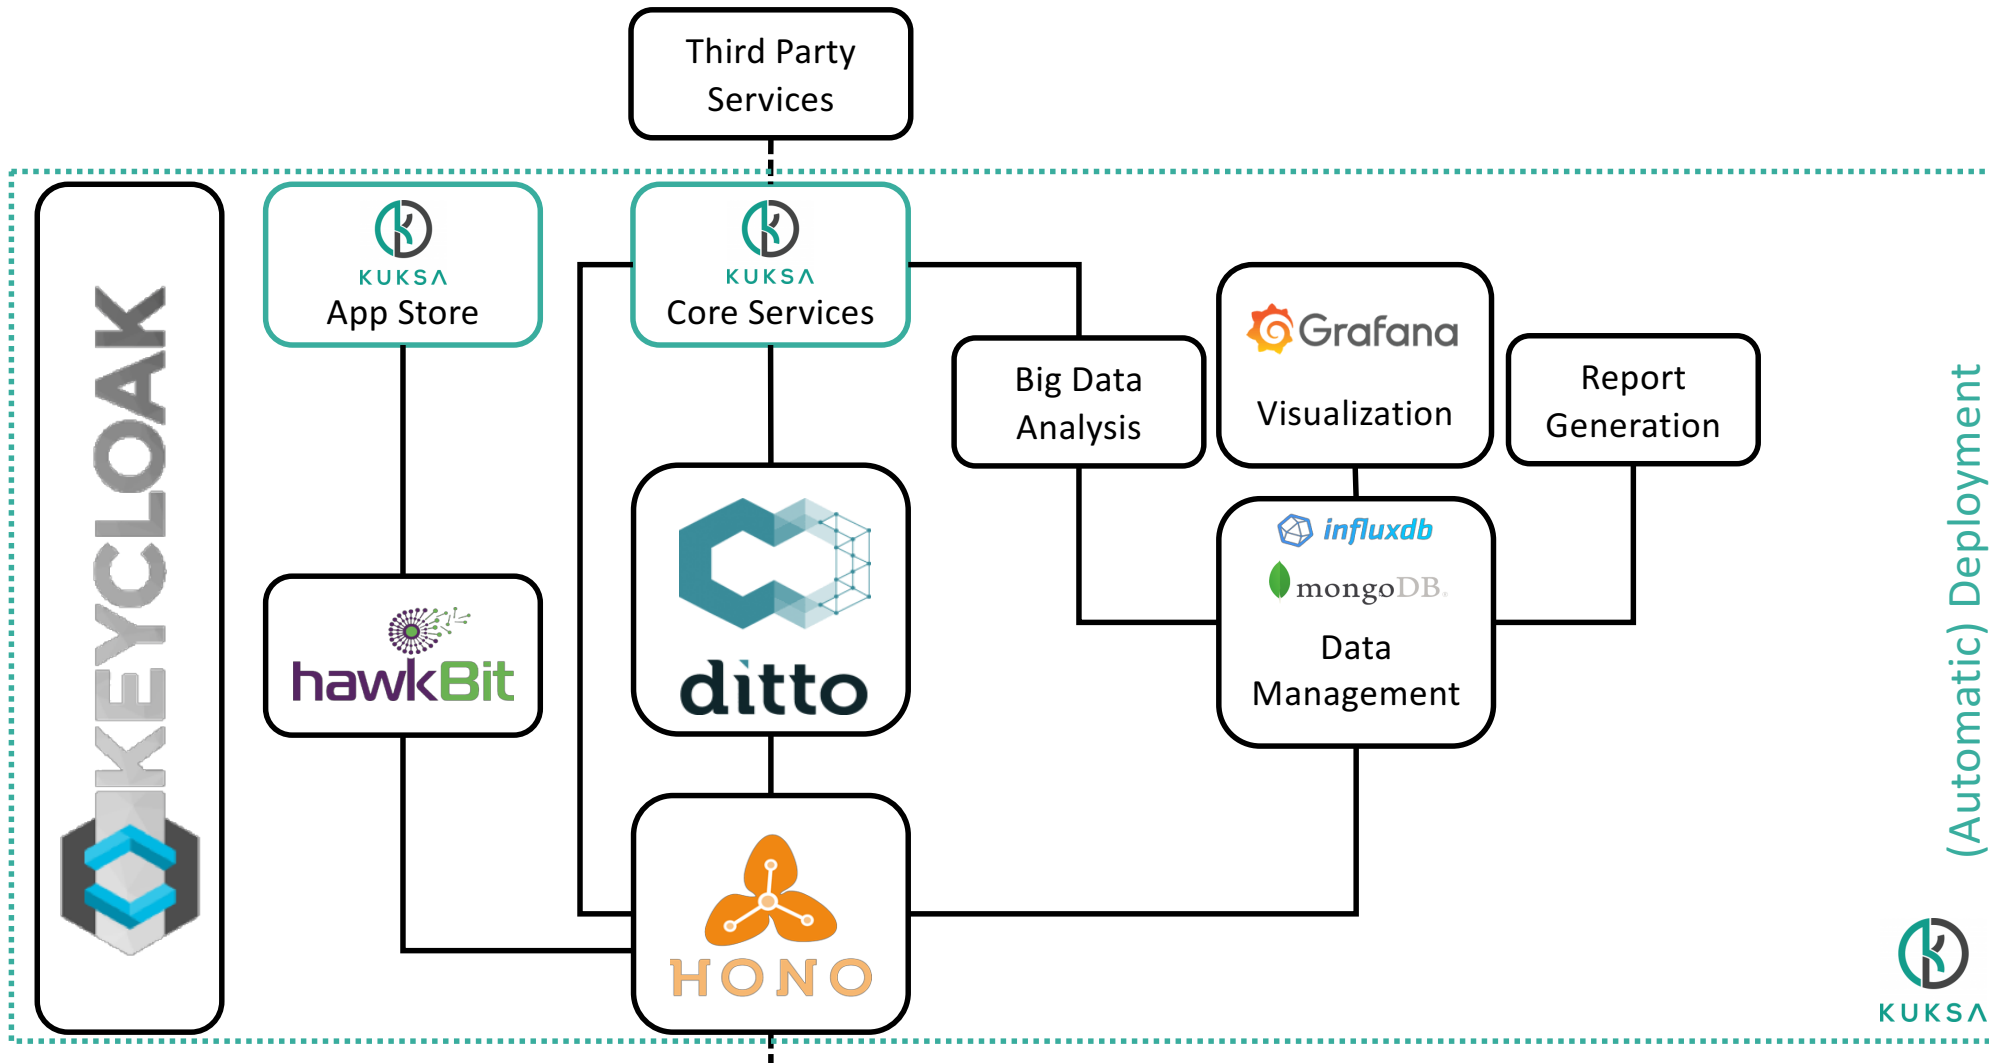 Third Party
Services
KEYCLOAK
KUKSA
App Store
KUKSA
Core Services
Big Data
Analysis
Grafana
Visualization
Report
Generation
hawkBit
ditto
influxdb
mongoDB.
Data
Management
HONO
(Automatic) Deployment
KUKSA